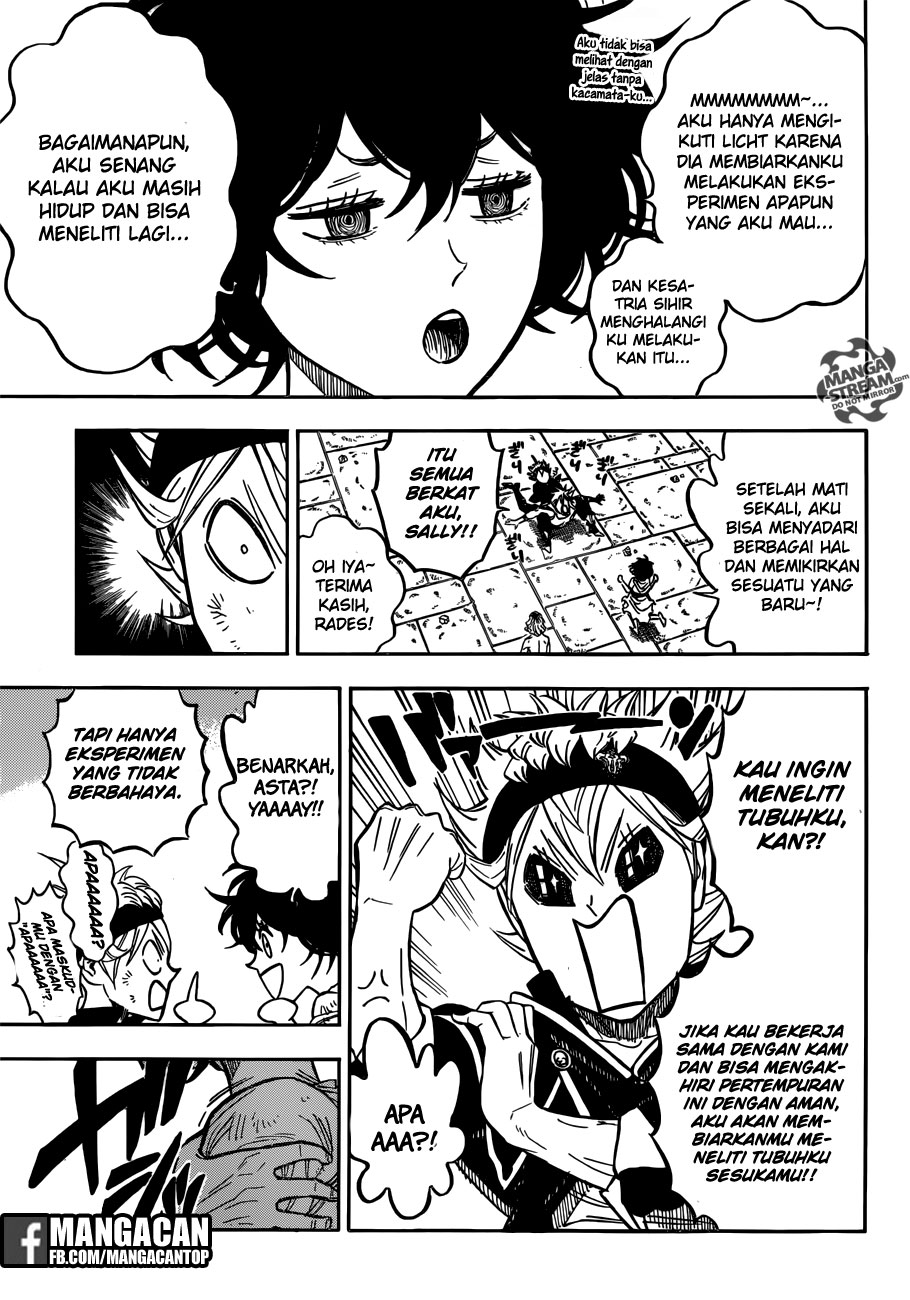 Aku tidak bisa
melihat dengan
jelas tanpa
kacamata-ku...
MMMMMMMM~...
AKU HANYA MENGI-
KUTI LICHT KARENA
DIA MEMBIARKANKU
MELAKUKAN EKS-
PERIMEN APAPUN
YANG AKU MAU...
DAN KESA-
TRIA SIHIR
MENGHALANGI
KU MELAKU-
KAN ITU...
BAGAIMANAPUN,
AKU SENANG
KALAU AKU MASIH
HIDUP DAN BISA
MENELITI LAGI...
MANGA
STREAM.com
DO NOT MIRROR
SETELAH MATI
SEKALI, AKU
BISA MENYADARI
BERBAGAI HAL
DAN MEMIKIRKAN
SESUATU YANG
BARU~!
ITU
SEMUA
BERKAT
AKU,
SALLY!!
OH IYA-
TERIMA
KASIH,
RADES!
KAU INGIN
MENELITI
TUBUHKU,
KAN?!
JIKA KAU BEKERJA
SAMA DENGAN KAMI
DAN BISA MENGAK-
HIRI PERTEMPURAN
INI DENGAN AMAN,
AKU AKAN MEM-
BIARKANMU ME-
NELITI TUBUHKU
SESUKAMU!!
APA
AAA?!
BENARKAH,
ASTA?!
YAAAAY!!
TAPI HANYA
EKSPERIMEN
YANG TIDAK
BERBAHAYA.
APAAAAAA?
APA MASKUD-
MU DENGAN
"APAAAAAA"?
MANGACAN
FB.COM/MANGACANTOP